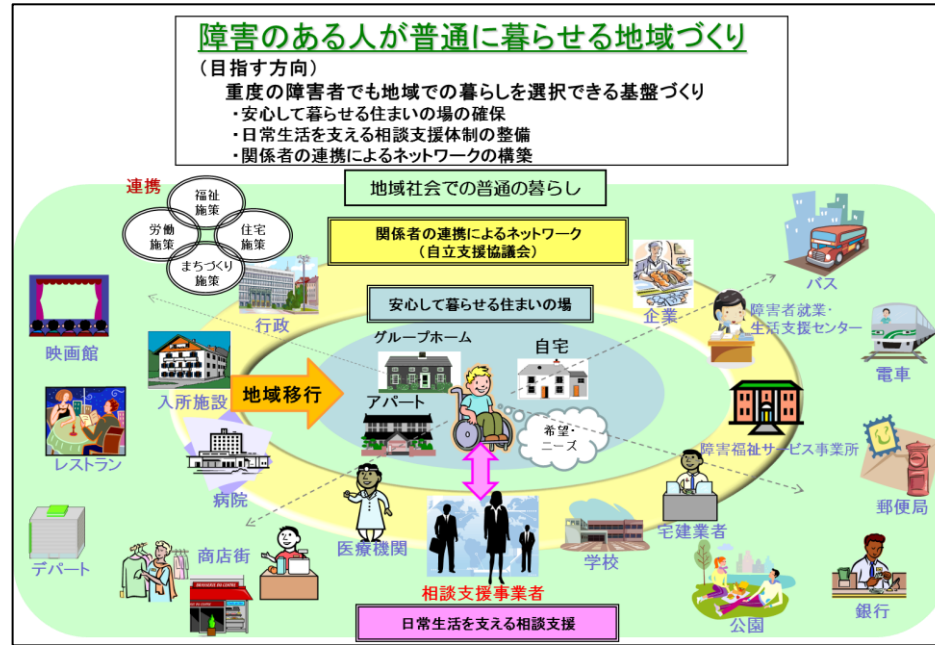 障害のある人が普通に暮らせる地域づくり
(目指す方向)
重度の障害者でも地域での暮らしを選択できる基盤づくり
・安心して暮らせる住まいの場の確保
・日常生活を支える相談支援体制の整備
・関係者の連携によるネットワークの構築
地域社会での普通の暮らし
連携
福祉
施策
労働
施策
住宅
施策
まちづくり
施策
関係者の連携によるネットワーク
(自立支援協議会)
安心して暮らせる住まいの場
行政
企業
バス
障害者就業・
生活支援センター
映画館
グループホーム
自宅
電車
入所施設
地域移行
アパート
希望・
ニーズ
障害福祉サービス事業所
レストラン
病院
郵便局
医療機関
宅建業者
学校
デパート
商店街
相談支援事業者
公園
銀行
日常生活を支える相談支援